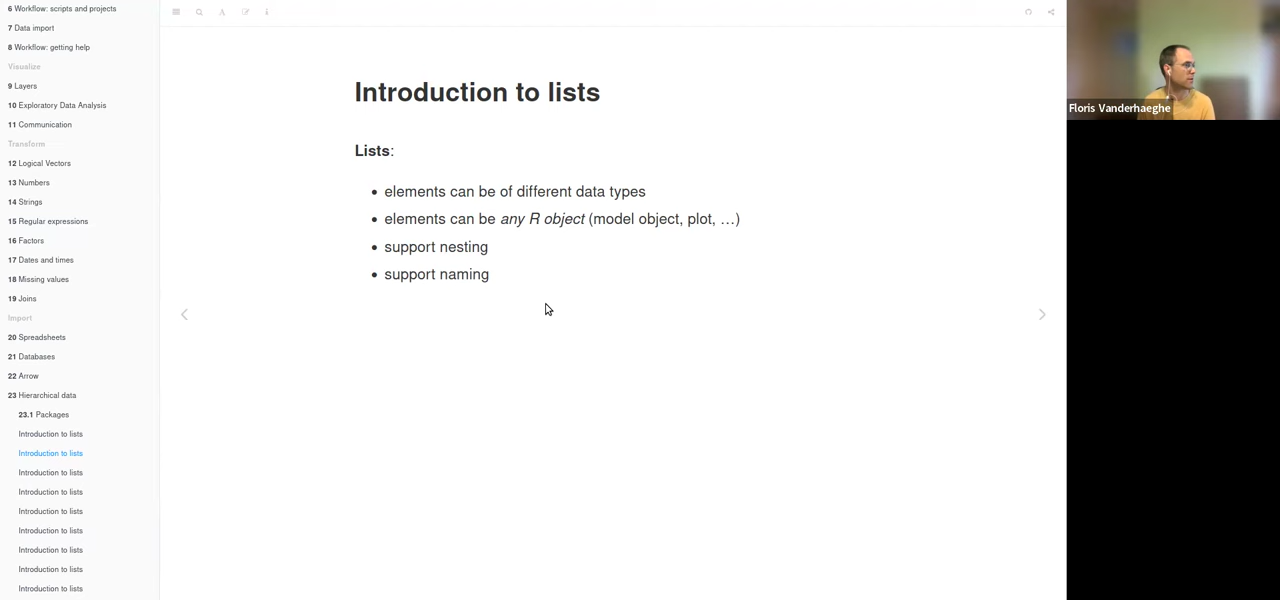 6 Workflow: scripts and projects
7 Data import
8 Workflow: getting help
Visualize
9 Layers
10 Exploratory Data Analysis
11 Communication
Transform
12 Logical Vectors
13 Numbers
14 Strings
15 Regular expressions
16 Factors
17 Dates and times
18 Missing values
19 Joins
Import
20 Spreadsheets
21 Databases
22 Arrow
23 Hierarchical data
23.1 Packages
Introduction to lists
Introduction to lists
Introduction to lists
Introduction to lists
Introduction to lists
Introduction to lists
Introduction to lists
Introduction to lists
Introduction to lists
Introduction to lists
Lists:
• elements can be of different data types
• elements can be any R object (model object, plot, …)
• support nesting
• support naming
Floris Vanderhaeghe